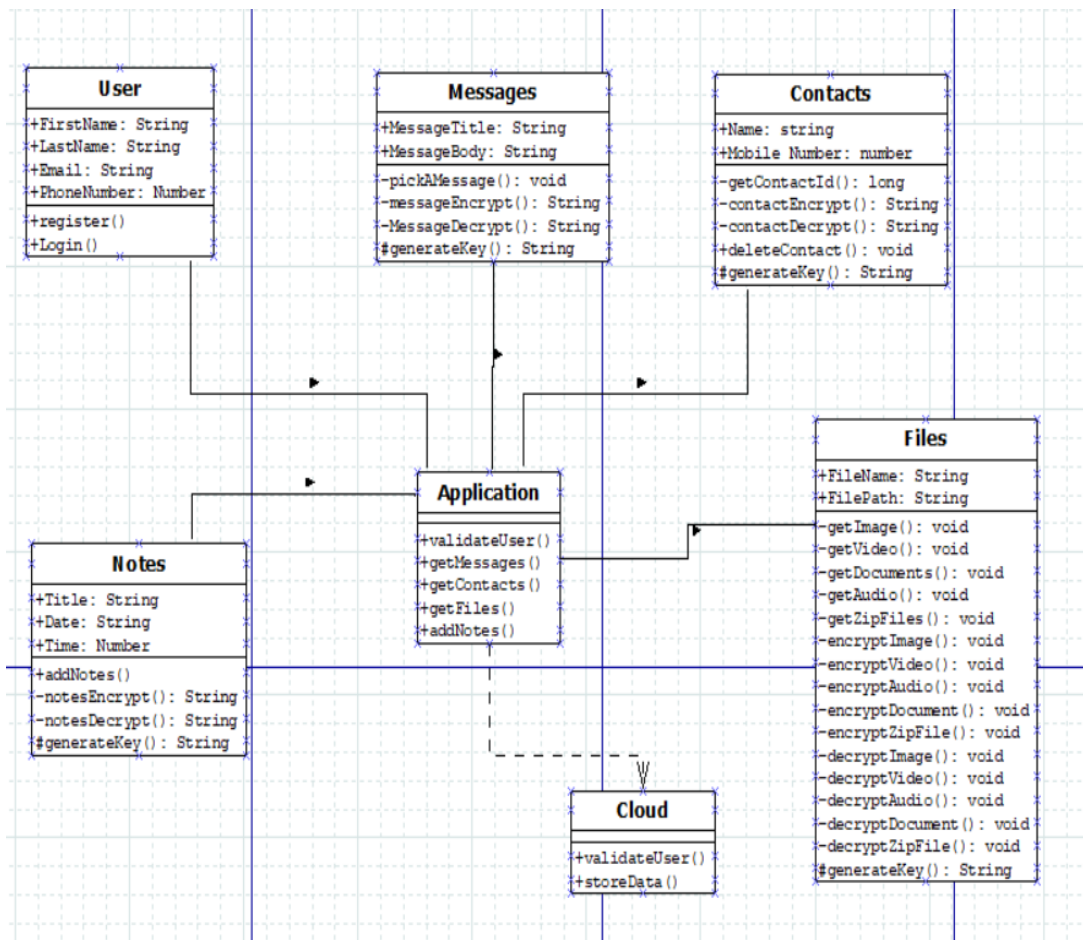 User
+FirstName: String
+LastName: String
+Email: String
+PhoneNumber: Number
+register()
+Login()
Messages
+MessageTitle: String
+MessageBody: String
-pickAMessage(): void
-messageEncrypt(): String
-MessageDecrypt(): String
#generateKey(): String
Contacts
+Name: string
+Mobile Number: number
-getContactId(): long
-contactEncrypt(): String
-contactDecrypt(): String
+deleteContact(): void
#generateKey(): String
Application
+validateUser()
+getMessages()
+getContacts()
+getFiles()
+addNotes()
Files
+FileName: String
+FilePath: String
-getImage(): void
-getVideo(): void
-getDocuments(): void
-getAudio(): void
-getZipFiles(): void
-encryptImage(): void
-encryptVideo(): void
-encryptAudio(): void
-encryptDocument(): void
-encryptZipFile(): void
-decryptImage(): void
-decryptVideo(): void
-decryptAudio(): void
-decryptDocument(): void
-decryptZipFile(): void
#generateKey(): String
Notes
+Title: String
+Date: String
+Time: Number
+addNotes()
-notesEncrypt(): String
-notesDecrypt(): String
#generateKey(): String
Cloud
+validateUser()
+storeData()